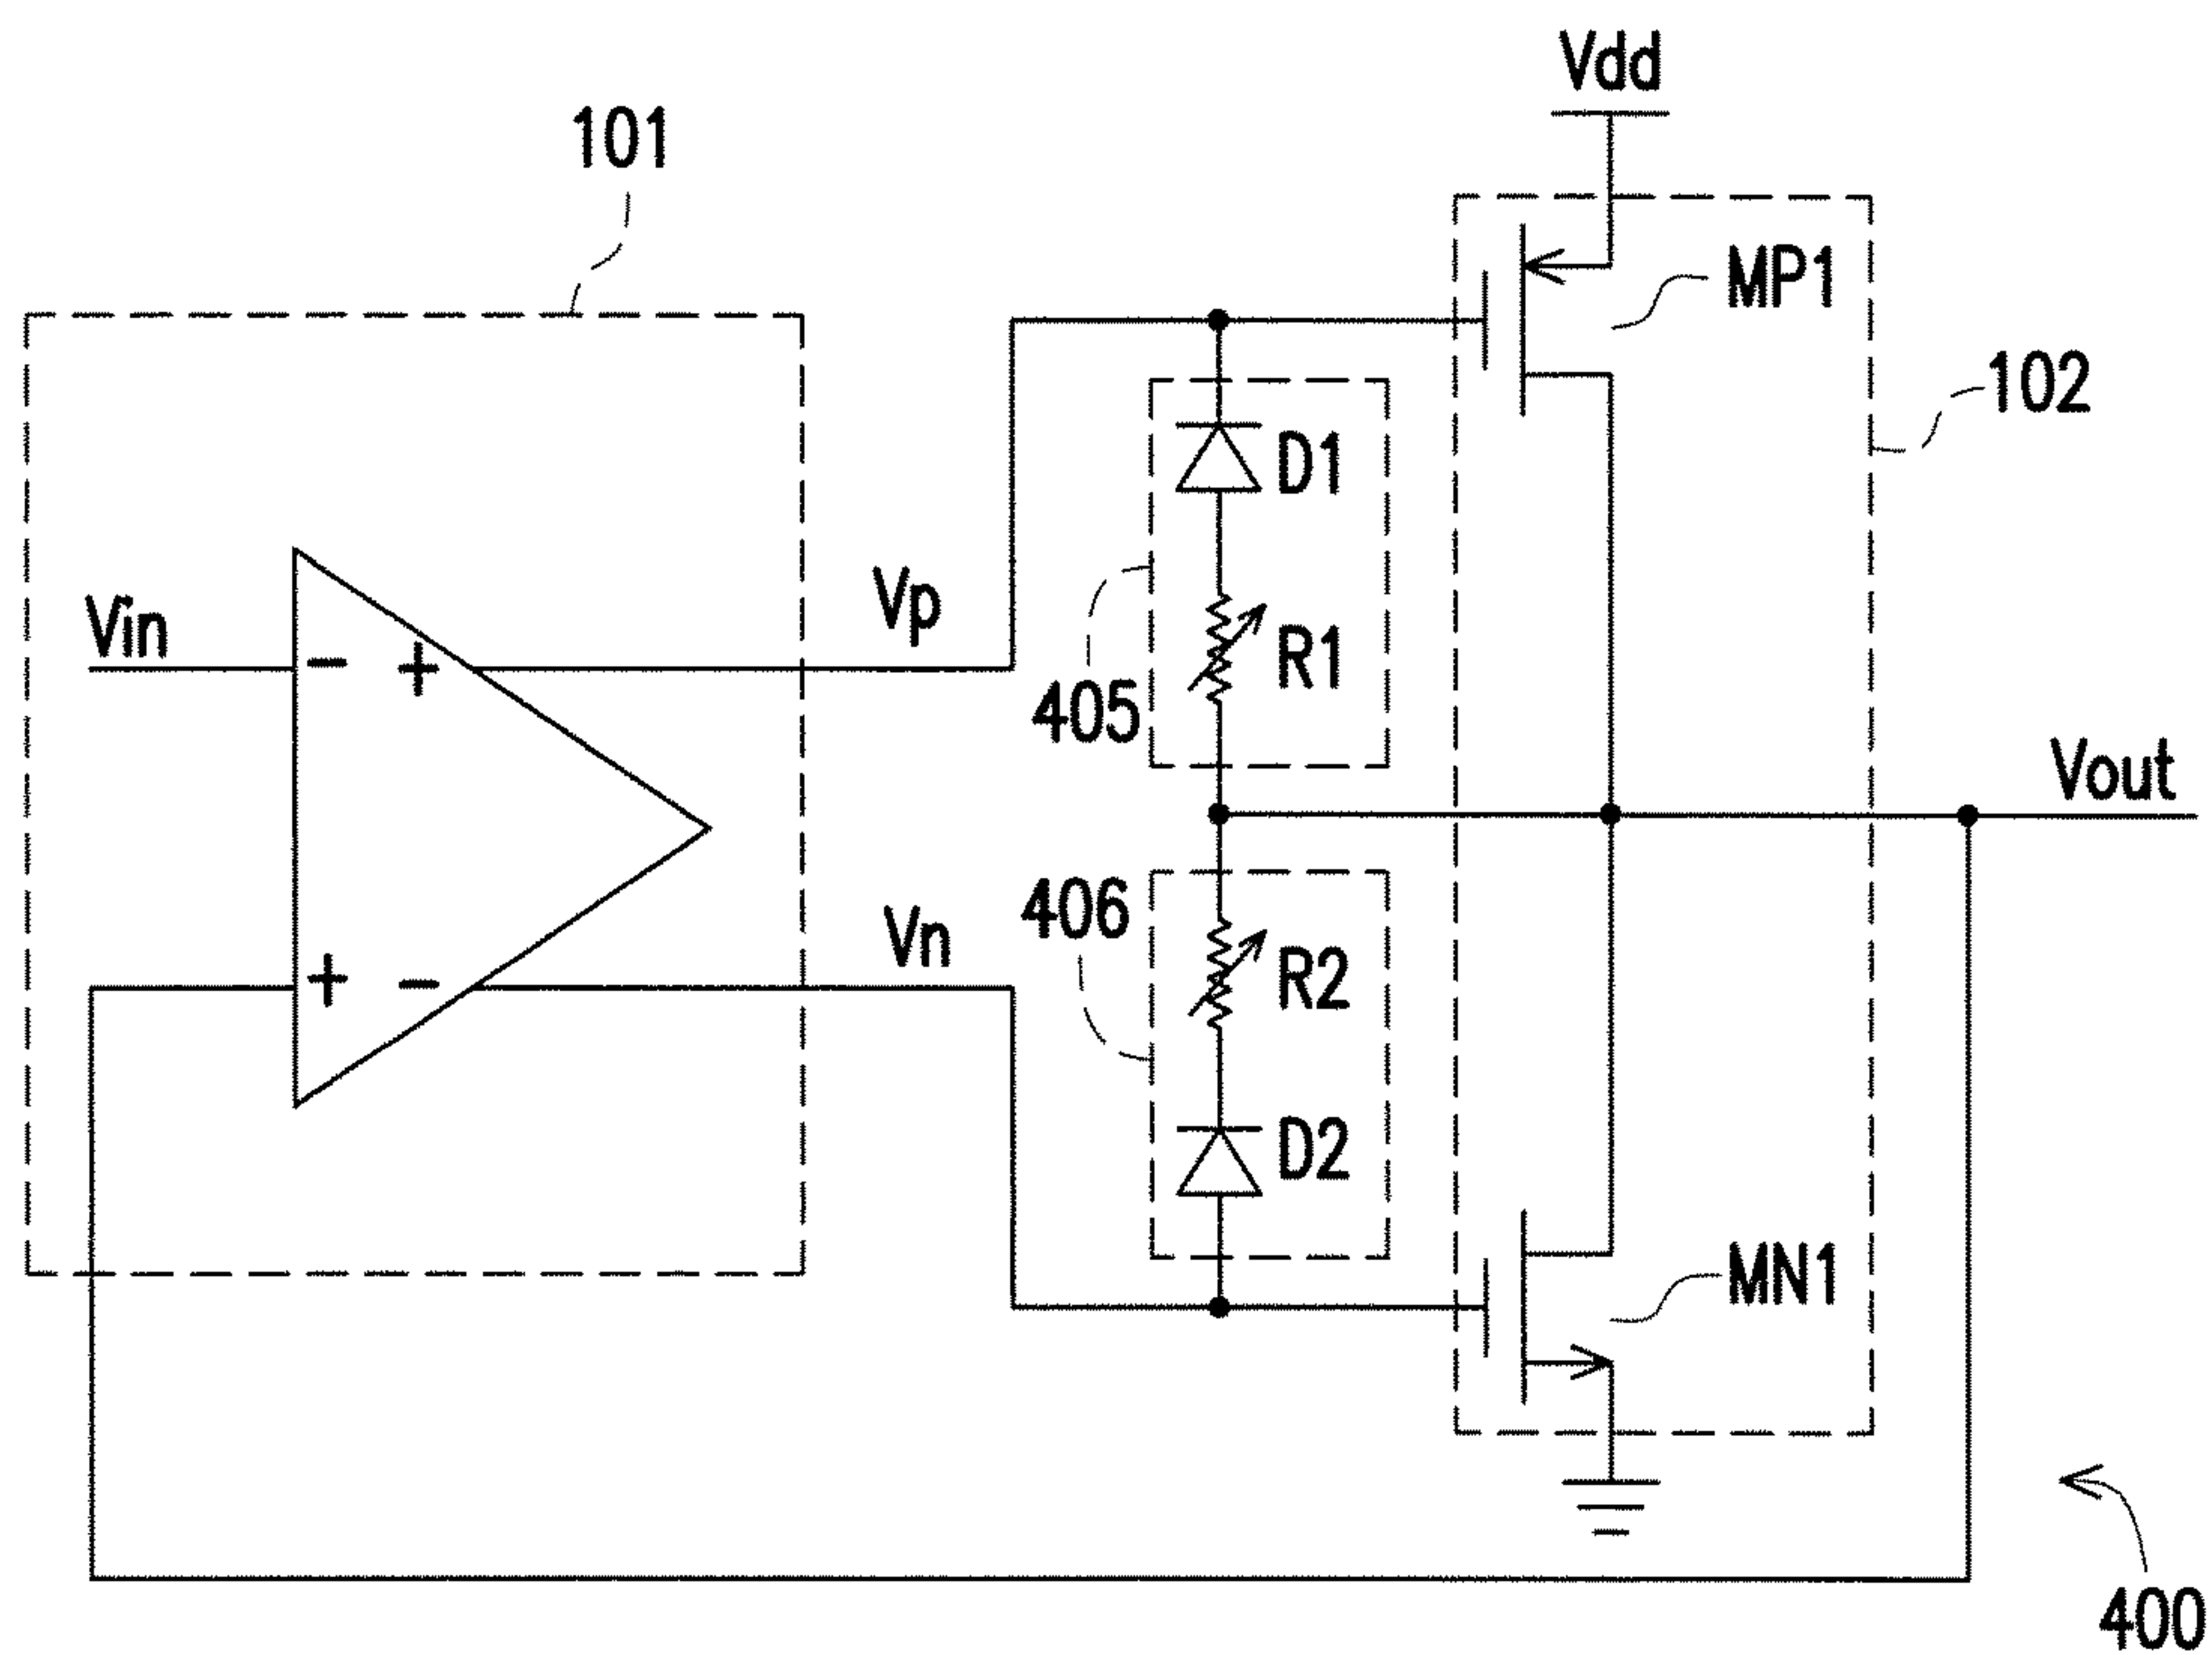 Vdd
101
MP1
102
D1
Vin
-
+
Vp
R1
405
Vout
406
Vn
R2
+
-
D2
MN1
400